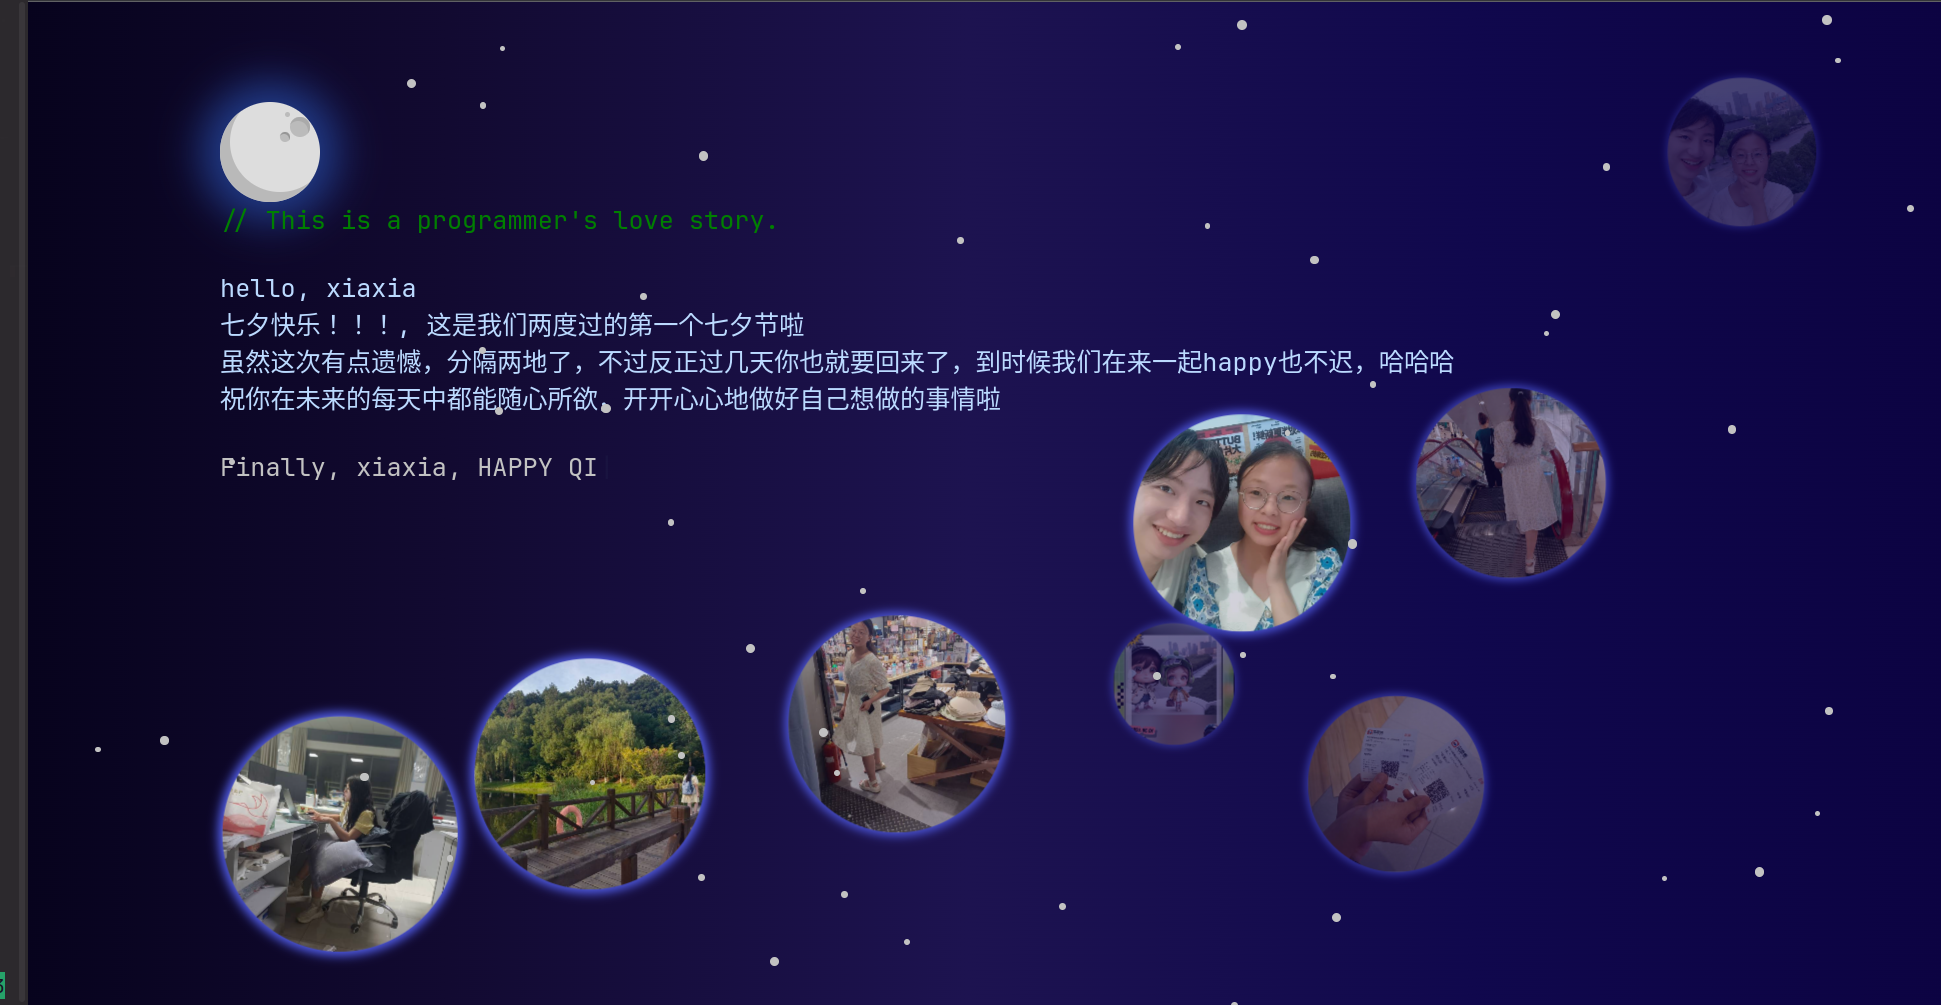 // This is a programmer's love story.
hello, xiaxia
七夕快乐！！！, 这是我们两度过的第一个七夕节啦
虽然这次有点遗憾，分隔两地了，不过反正过几天你也就要回来了，到时候我们在来一起happy也不迟，哈哈哈
祝你在未来的每天中都能随心所欲。开开心心地做好自己想做的事情啦
Finally, xiaxia, HAPPY QI